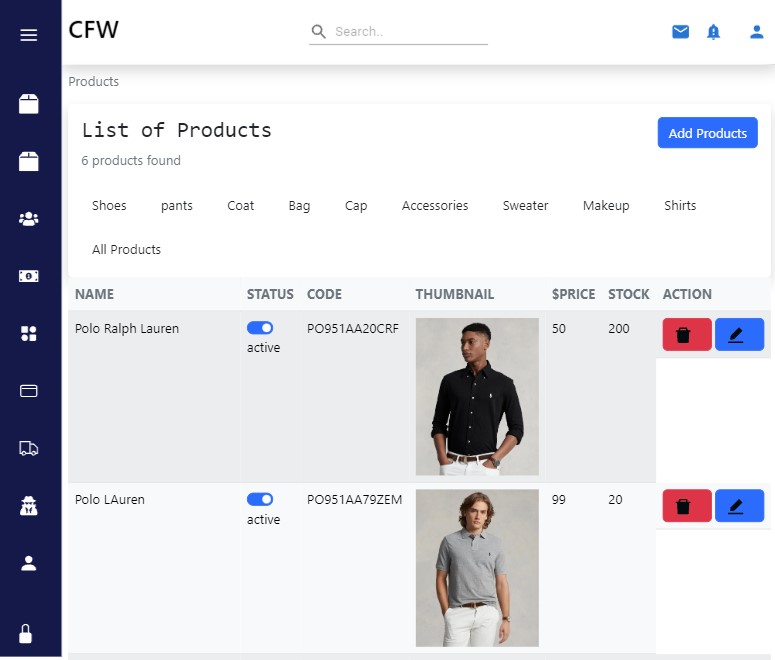 CFW
Search..
Products
List of Products
Add Products
6 products found
Shoes pants Coat Bag Cap Accessories Sweater Makeup Shirts
All Products
NAME STATUS CODE THUMBNAIL $PRICE STOCK ACTION
Polo Ralph Lauren active PO951AA20CRF 50 200
Polo LAuren active PO951AA79ZEM 99 20